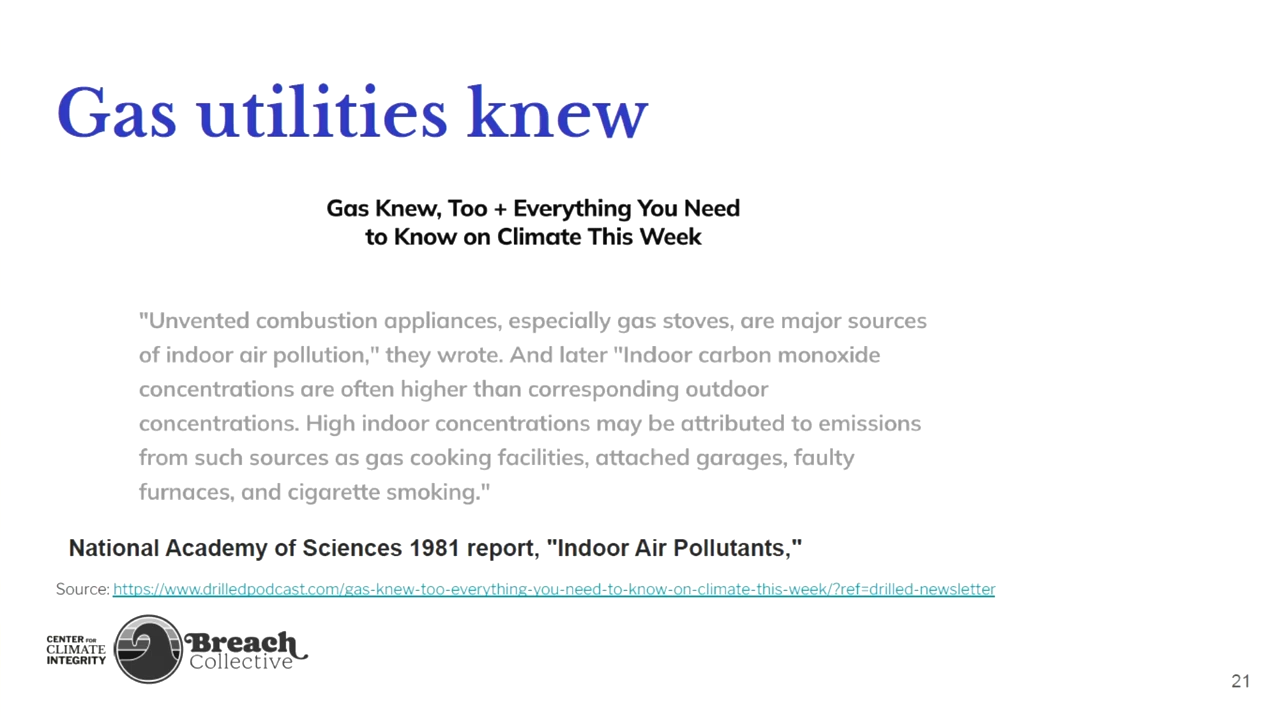 Gas utilities knew
Gas Knew, Too + Everything You Need
to Know on Climate This Week
"Unvented combustion appliances, especially gas stoves, are major sources
of indoor air pollution," they wrote. And later "Indoor carbon monoxide
concentrations are often higher than corresponding outdoor
concentrations. High indoor concentrations may be attributed to emissions
from such sources as gas cooking facilities, attached garages, faulty
furnaces, and cigarette smoking."
National Academy of Sciences 1981 report, "Indoor Air Pollutants,"
Source: https://www.drilledpodcast.com/gas-knew-too-everything-you-need-to-know-on-climate-this-week/?ref=drilled-newsletter
CENTER FOR
CLIMATE
INTEGRITY
Breach
Collective
21